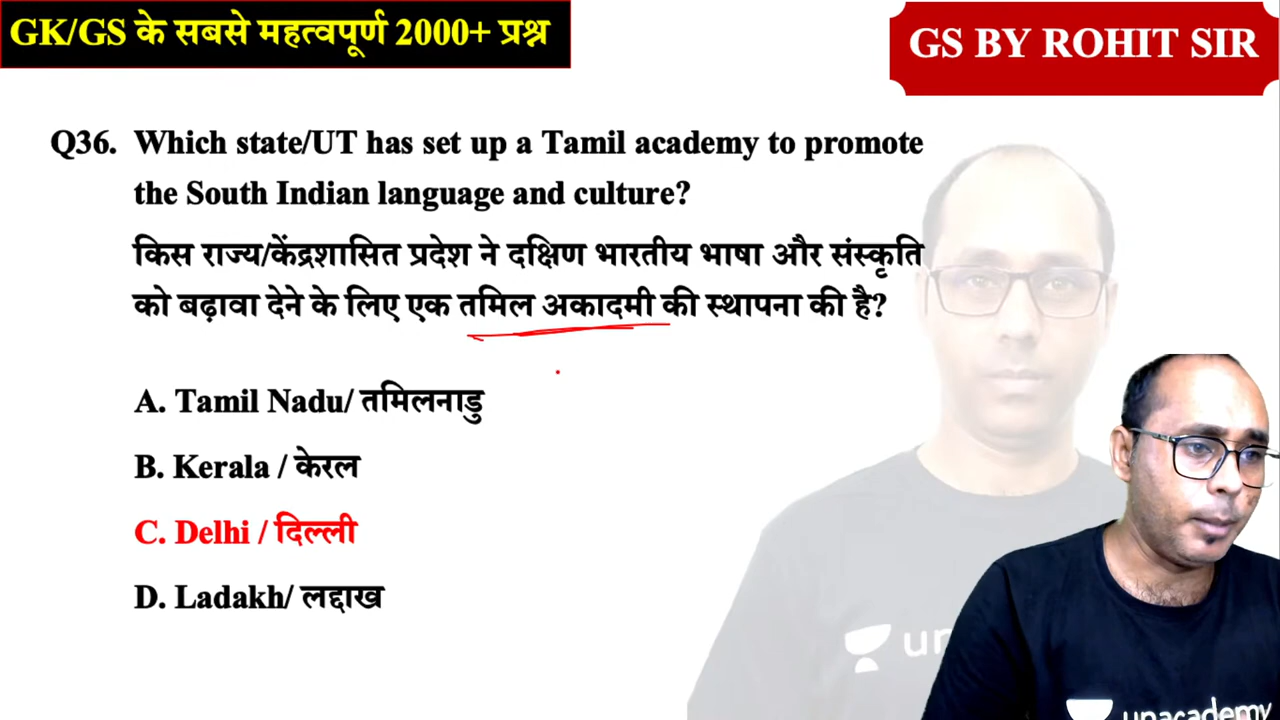 GK/GS के सबसे महत्वपूर्ण 2000+ प्रश्न
GS BY ROHIT SIR
Q36. Which state/UT has set up a Tamil academy to promote
the South Indian language and culture?
किस राज्य/केंद्रशासित प्रदेश ने दक्षिण भारतीय भाषा और संस्कृति
को बढ़ावा देने के लिए एक तमिल अकादमी की स्थापना की है?
A. Tamil Nadu/ तमिलनाडु
B. Kerala / केरल
C. Delhi / दिल्ली
D. Ladakh/ लद्दाख
unacademy